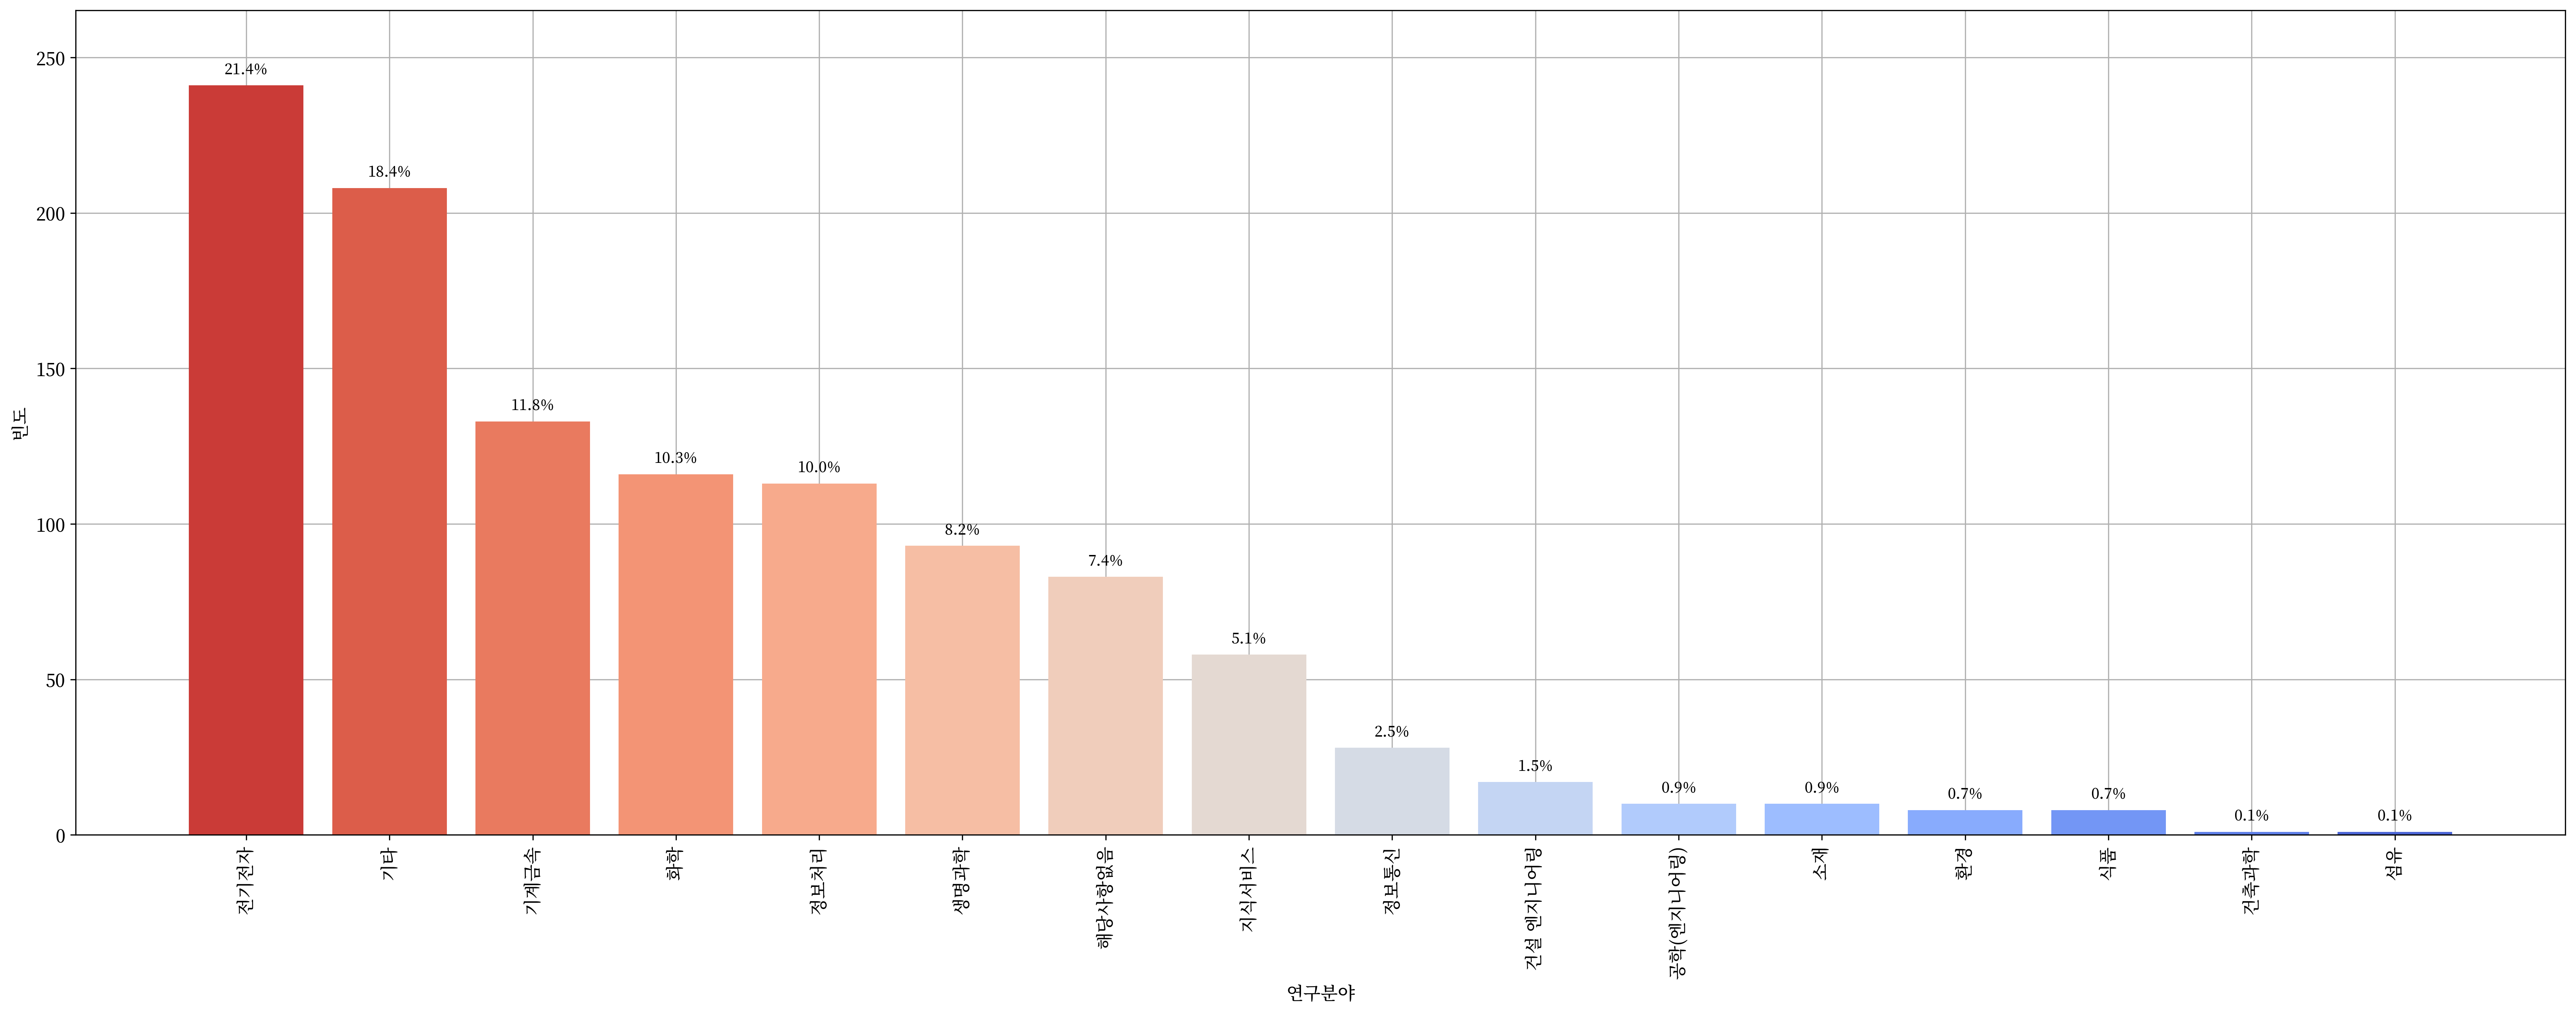 빈도
250
200
150
100
50
0
21.4%
18.4%
11.8%
10.3%
10.0%
8.2%
7.4%
5.1%
2.5%
1.5%
0.9%
0.9%
0.7%
0.7%
0.1%
0.1%
전기전자
기타
기계금속
화학
정보처리
생명과학
해당사항없음
지식서비스
정보통신
건설 엔지니어링
공학(엔지니어링)
소재
환경
식품
건축과학
섬유
연구분야